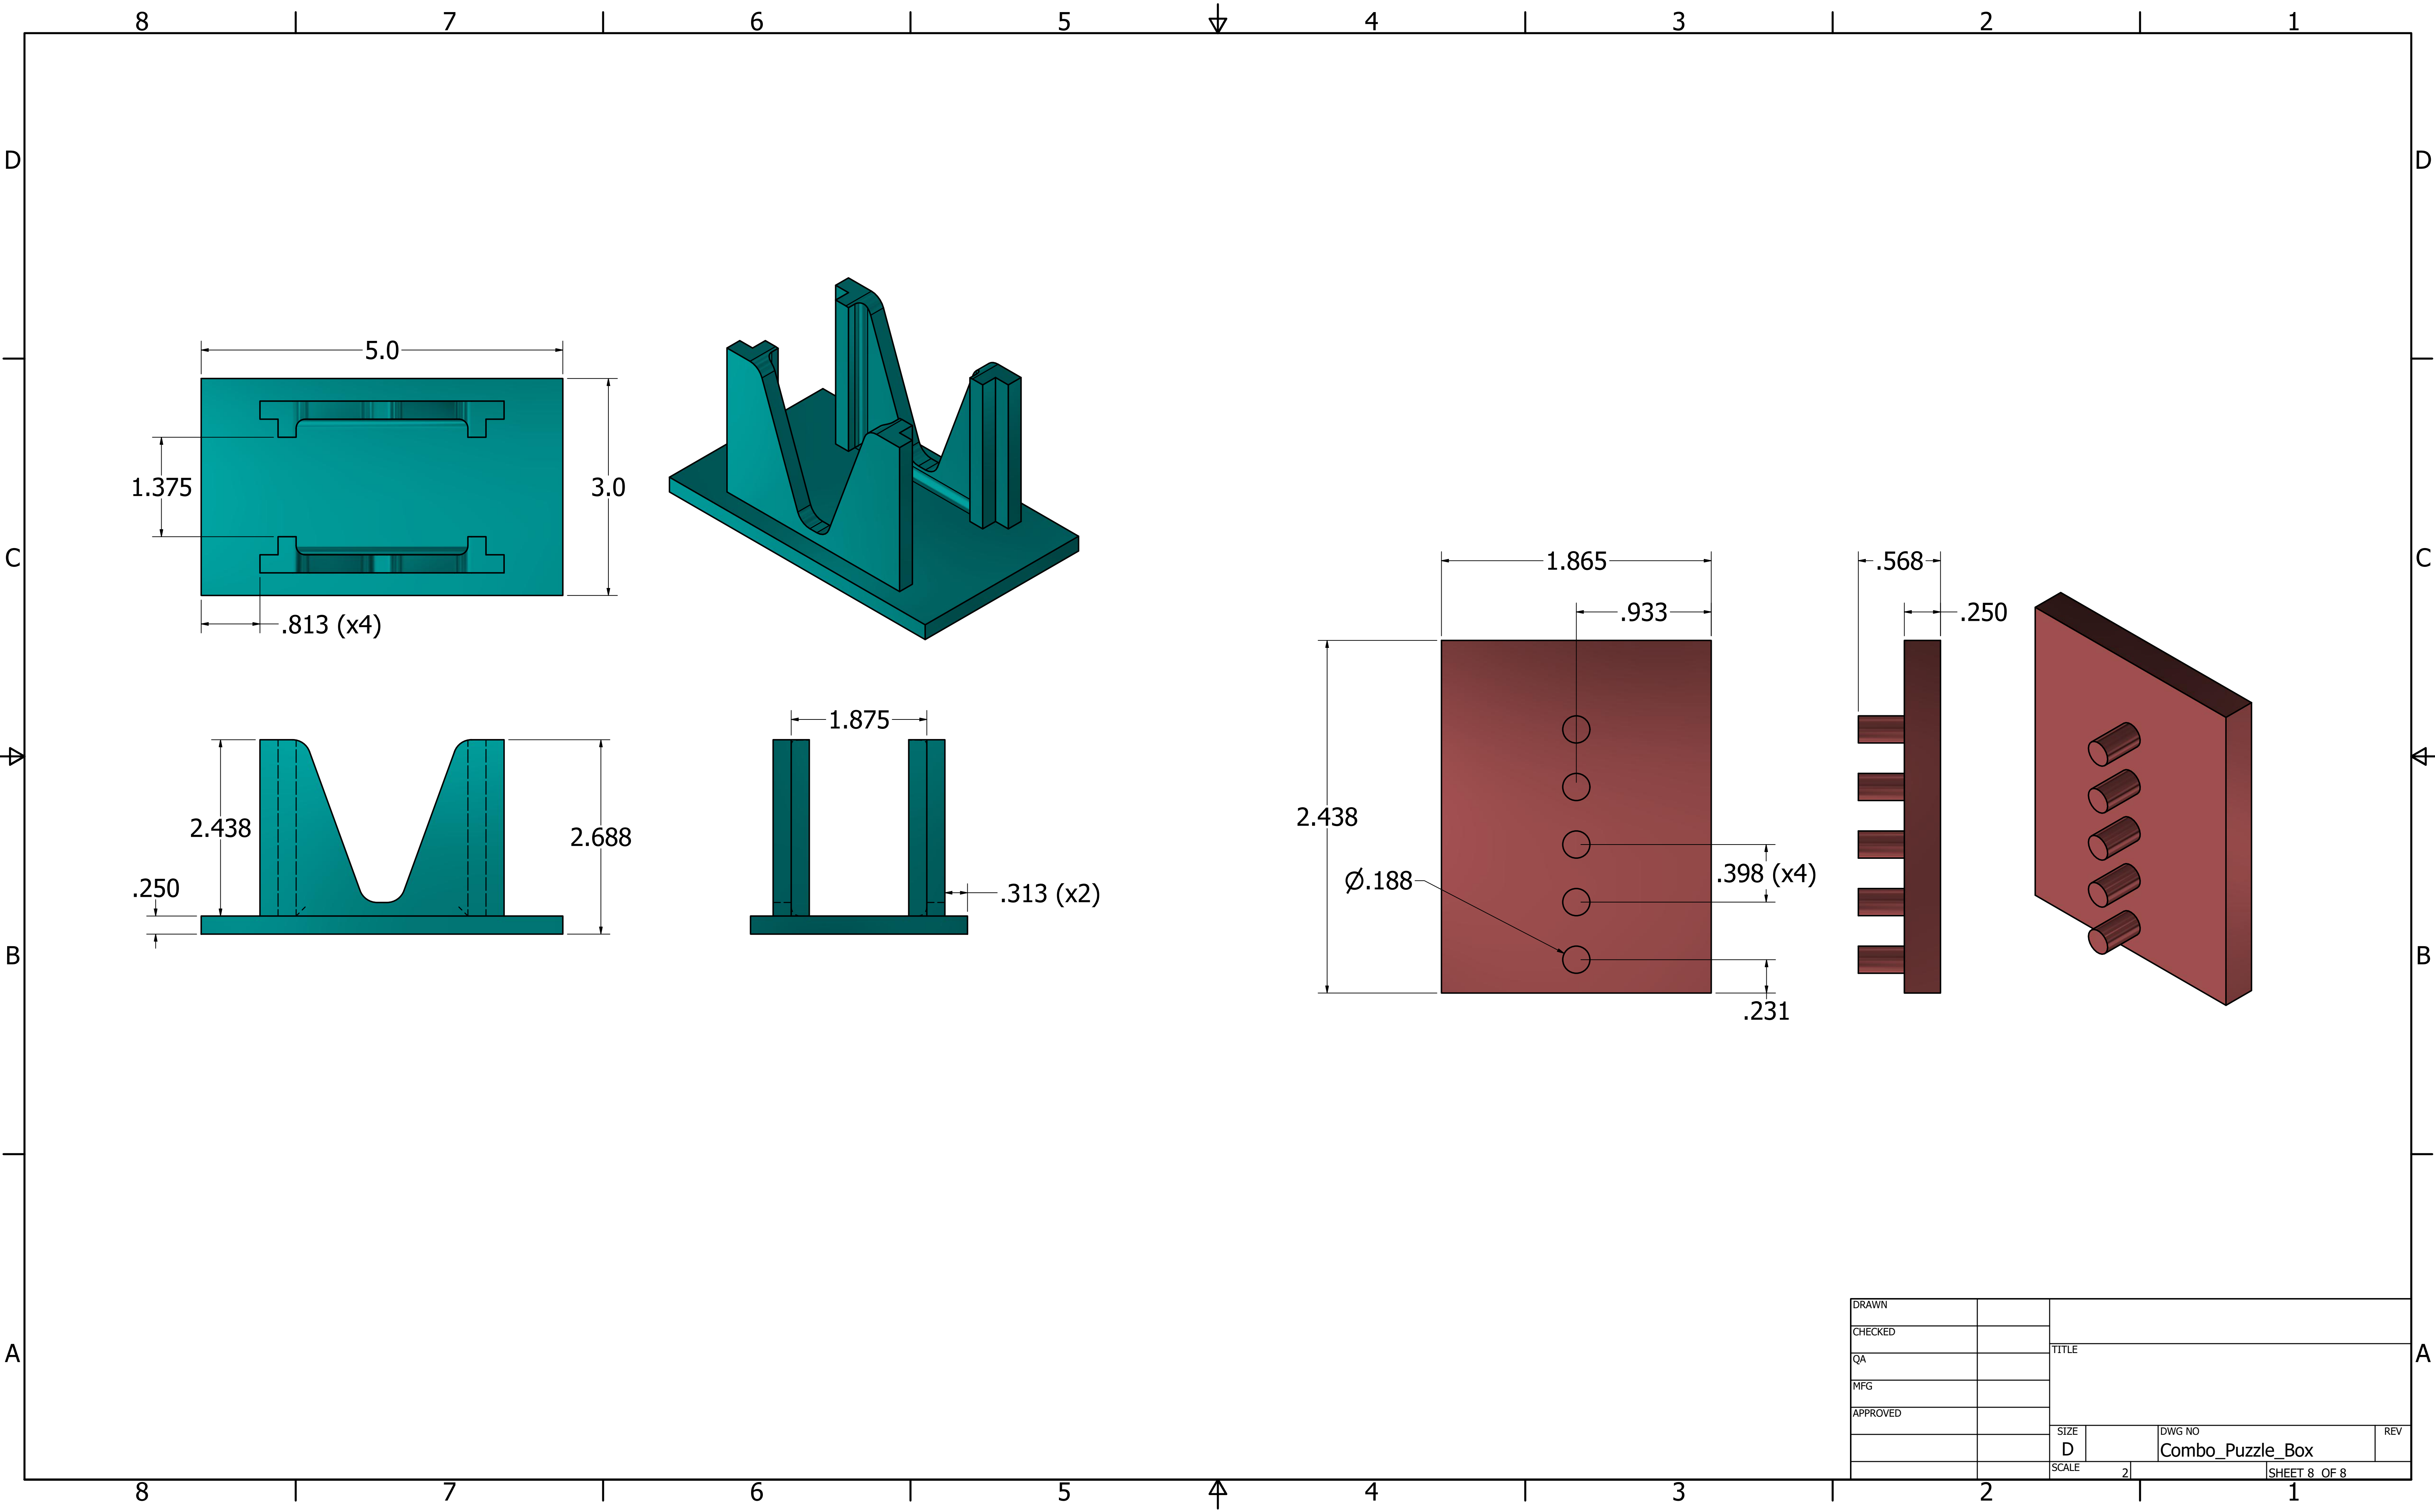 8 7 6 5 4 3 2 1
D D
5.0
1.375
3.0
.813 (x4)
C C
1.865
.568
.933
.250
1.875
2.438
2.688
.250
.313 (x2)
2.438
Ø.188
.398 (x4)
.231
B B
A A
DRAWN
CHECKED
QA
MFG
APPROVED
TITLE
SIZE
D
DWG NO
Combo_Puzzle_Box
REV
SCALE 2
SHEET 8 OF 8
8 7 6 5 4 3 2 1